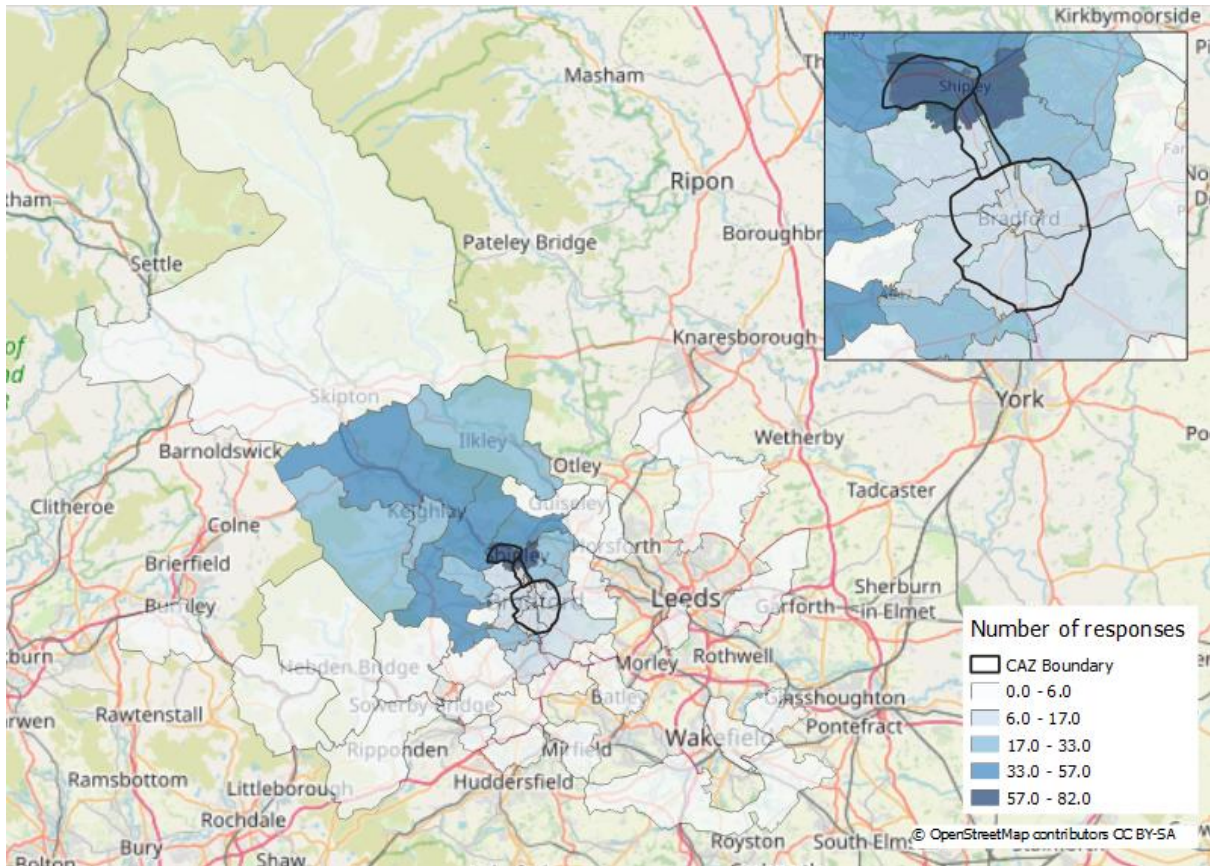 Kirkbymoorside
Masham
Shipley
Ripon
Bradford
Pateley Bridge
Settle
Knaresborough
Skipton
York
Ilkley
Wetherby
Barnoldswick
Otley
Clitheroe
Guiseley
Tadcaster
Keighley
Colne
Horsforth
Shipley
Brierfield
Leeds
Sherburn
in Elmet
Garforth
Burnley
Bradford
Number of responses
CAZ Boundary
0.0 - 6.0
6.0 - 17.0
17.0 - 33.0
33.0 - 57.0
57.0 - 82.0
Morley
Rothwell
Hebden Bridge
Batley
Glasshoughton
Rawtenstall
Sowerby Bridge
Pontefract
Ripponden
Mirfield
Wakefield
Ramsbottom
Huddersfield
Littleborough
Rochdale
Royston
South Elms
© OpenStreetMap contributors CC BY-SA
Bury
Shaw
Bolton